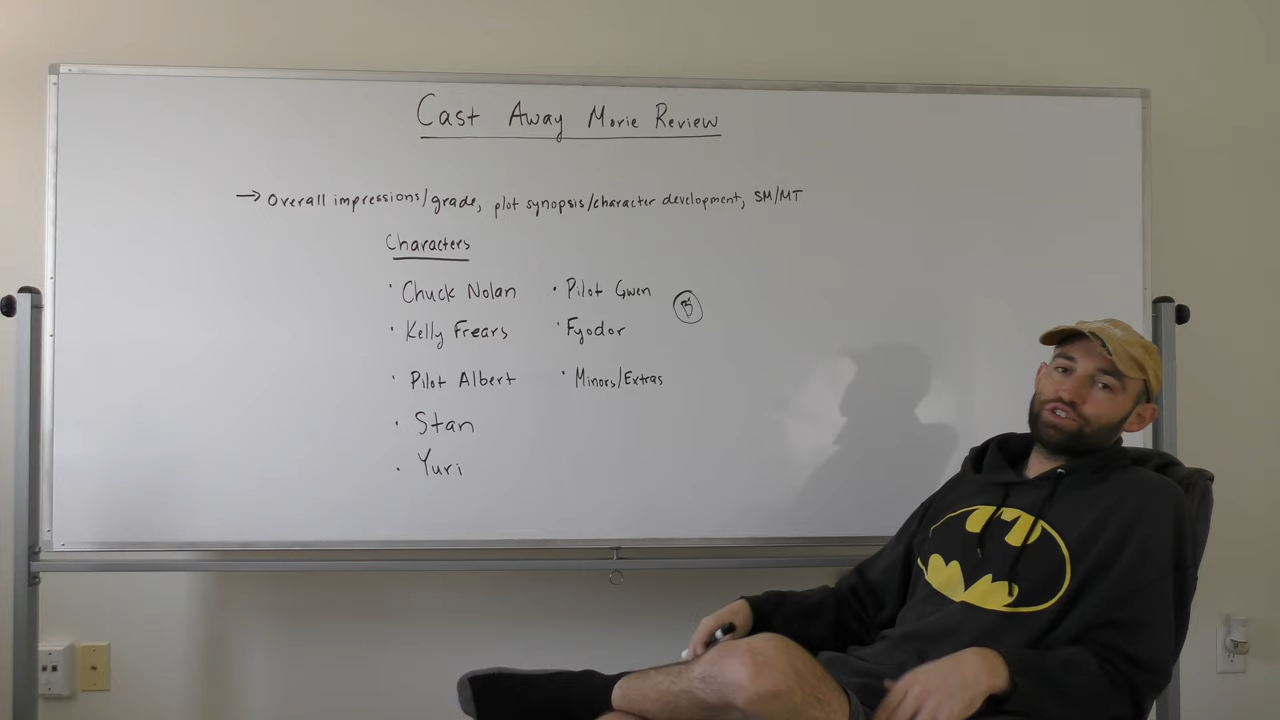 Cast Away Movie Review
→ Overall impressions/grade, plot synopsis/character development, SM/MT
Characters
· Chuck Nolan
· Kelly Frears
· Pilot Albert
· Stan
· Yuri
· Pilot Gwen
· Fyodor
· Minors/Extras
B